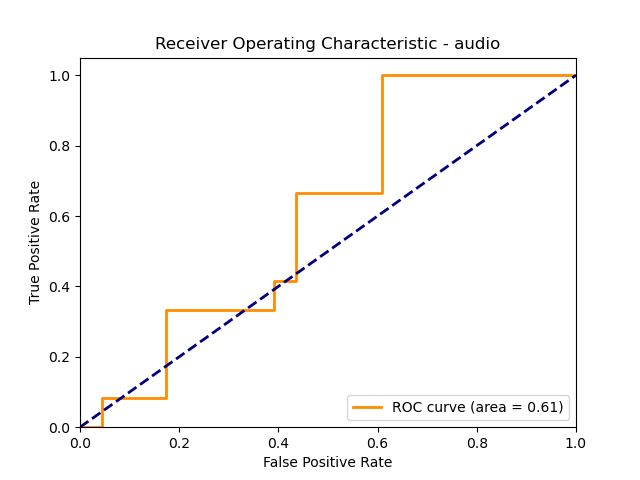 Receiver Operating Characteristic - audio
True Positive Rate
1.0
0.8
0.6
0.4
0.2
0.0
ROC curve (area = 0.61)
0.0 0.2 0.4 0.6 0.8 1.0
False Positive Rate